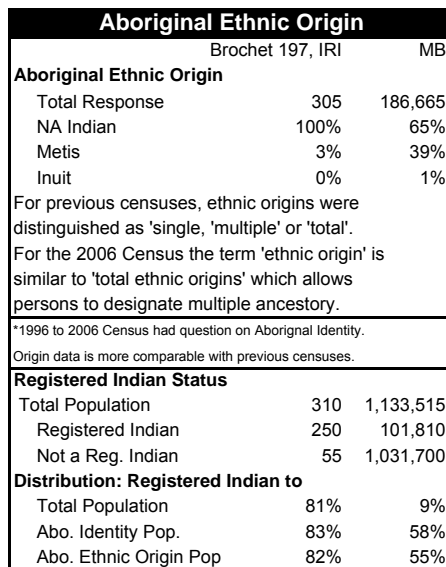 Aboriginal Ethnic Origin
Brochet 197, IRI MB
Aboriginal Ethnic Origin
Total Response 305 186,665
NA Indian 100% 65%
Metis 3% 39%
Inuit 0% 1%
For previous censuses, ethnic origins were
distinguished as 'single, 'multiple' or 'total'.
For the 2006 Census the term 'ethnic origin' is
similar to 'total ethnic origins' which allows
persons to designate multiple ancestory.
*1996 to 2006 Census had question on Aborignal Identity.
Origin data is more comparable with previous censuses.
Registered Indian Status
Total Population 310 1,133,515
Registered Indian 250 101,810
Not a Reg. Indian 55 1,031,700
Distribution: Registered Indian to
Total Population 81% 9%
Abo. Identity Pop. 83% 58%
Abo. Ethnic Origin Pop 82% 55%